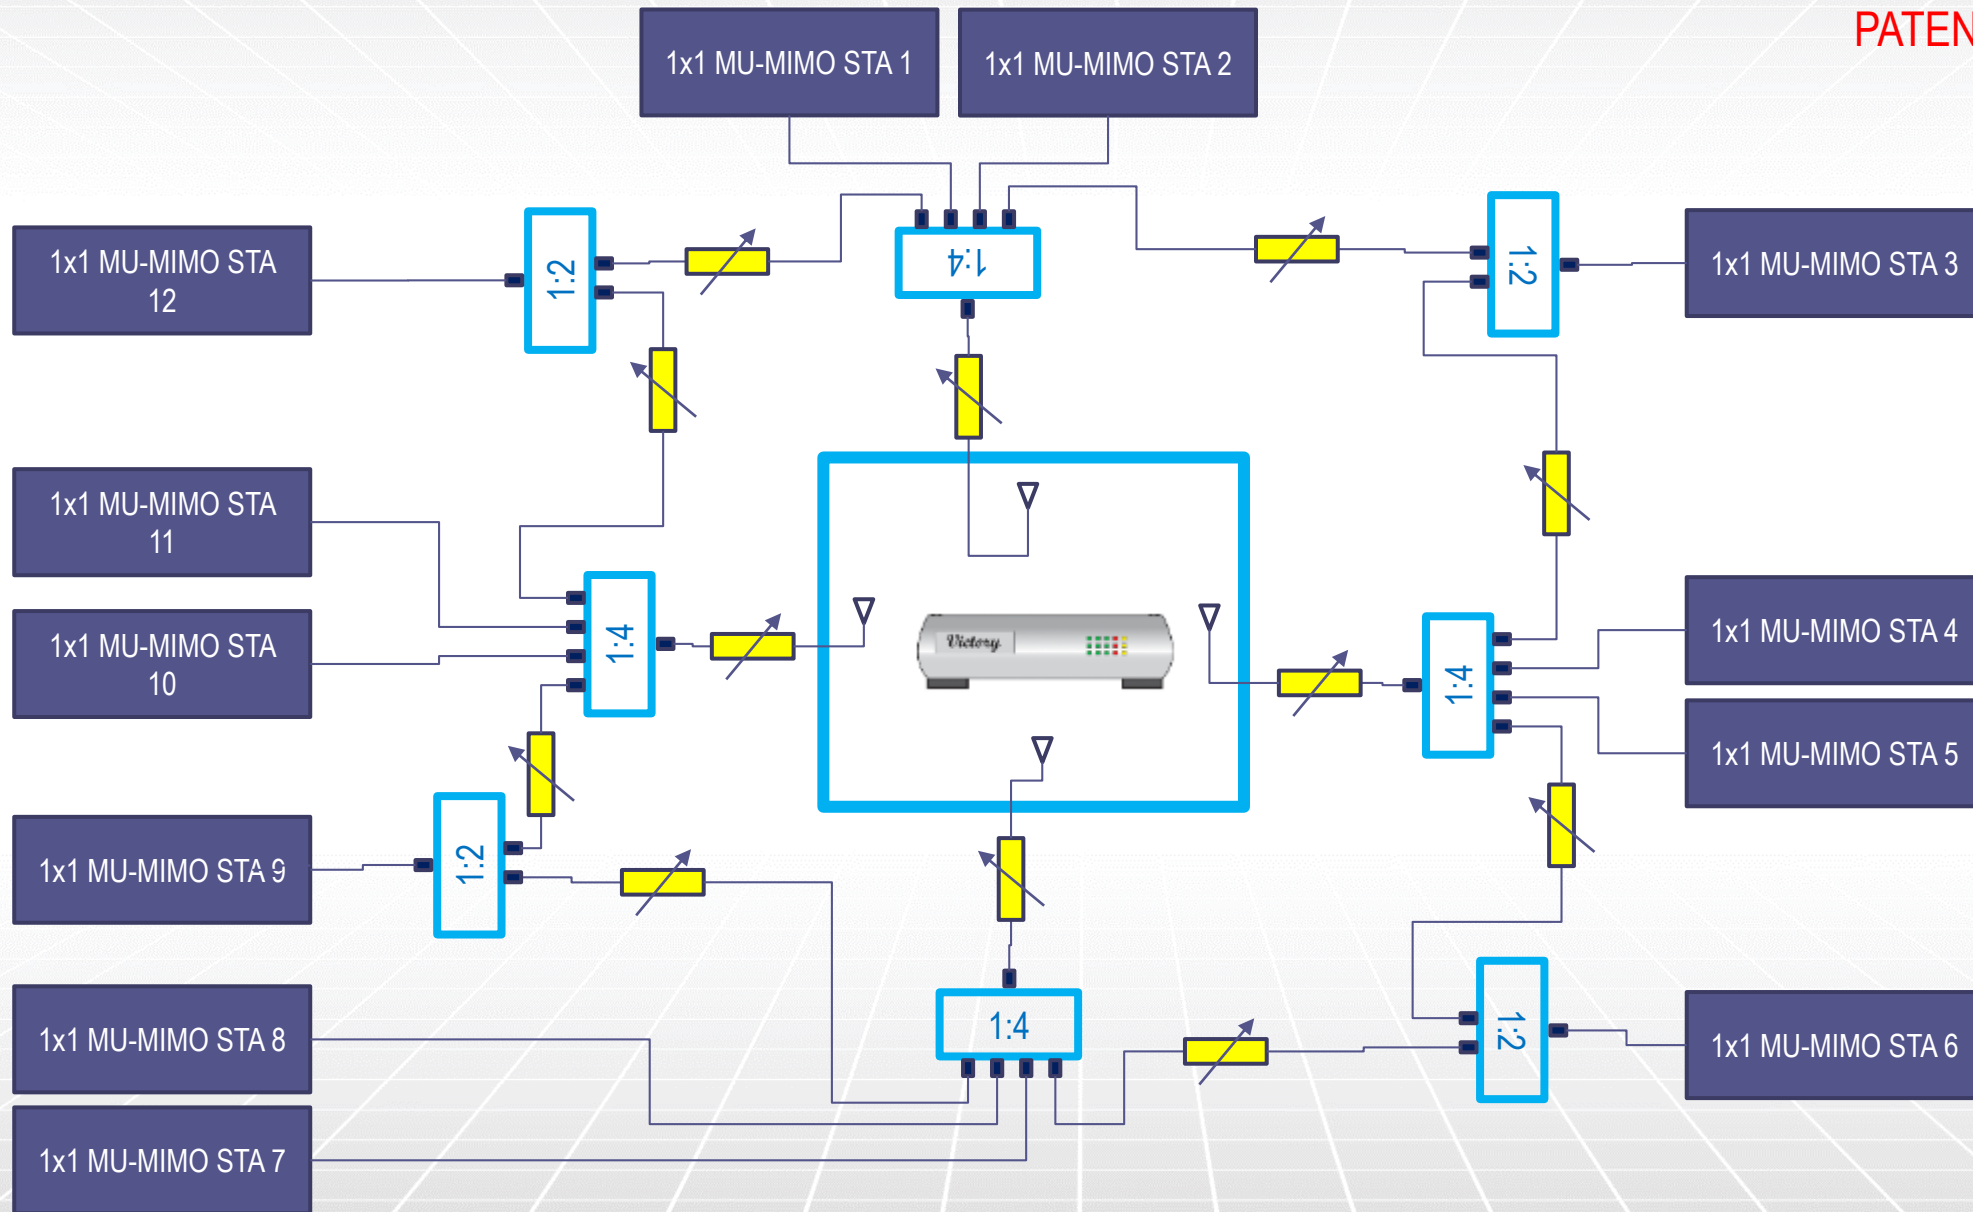 PATEN
1x1 MU-MIMO STA 1
1x1 MU-MIMO STA 2
1x1 MU-MIMO STA
12
1:2
1:4
1:2
1x1 MU-MIMO STA 3
1x1 MU-MIMO STA
11
1x1 MU-MIMO STA
10
1:4
Victory
1:4
1x1 MU-MIMO STA 4
1x1 MU-MIMO STA 5
1x1 MU-MIMO STA 9
1:2
1x1 MU-MIMO STA 8
1:4
1:2
1x1 MU-MIMO STA 6
1x1 MU-MIMO STA 7